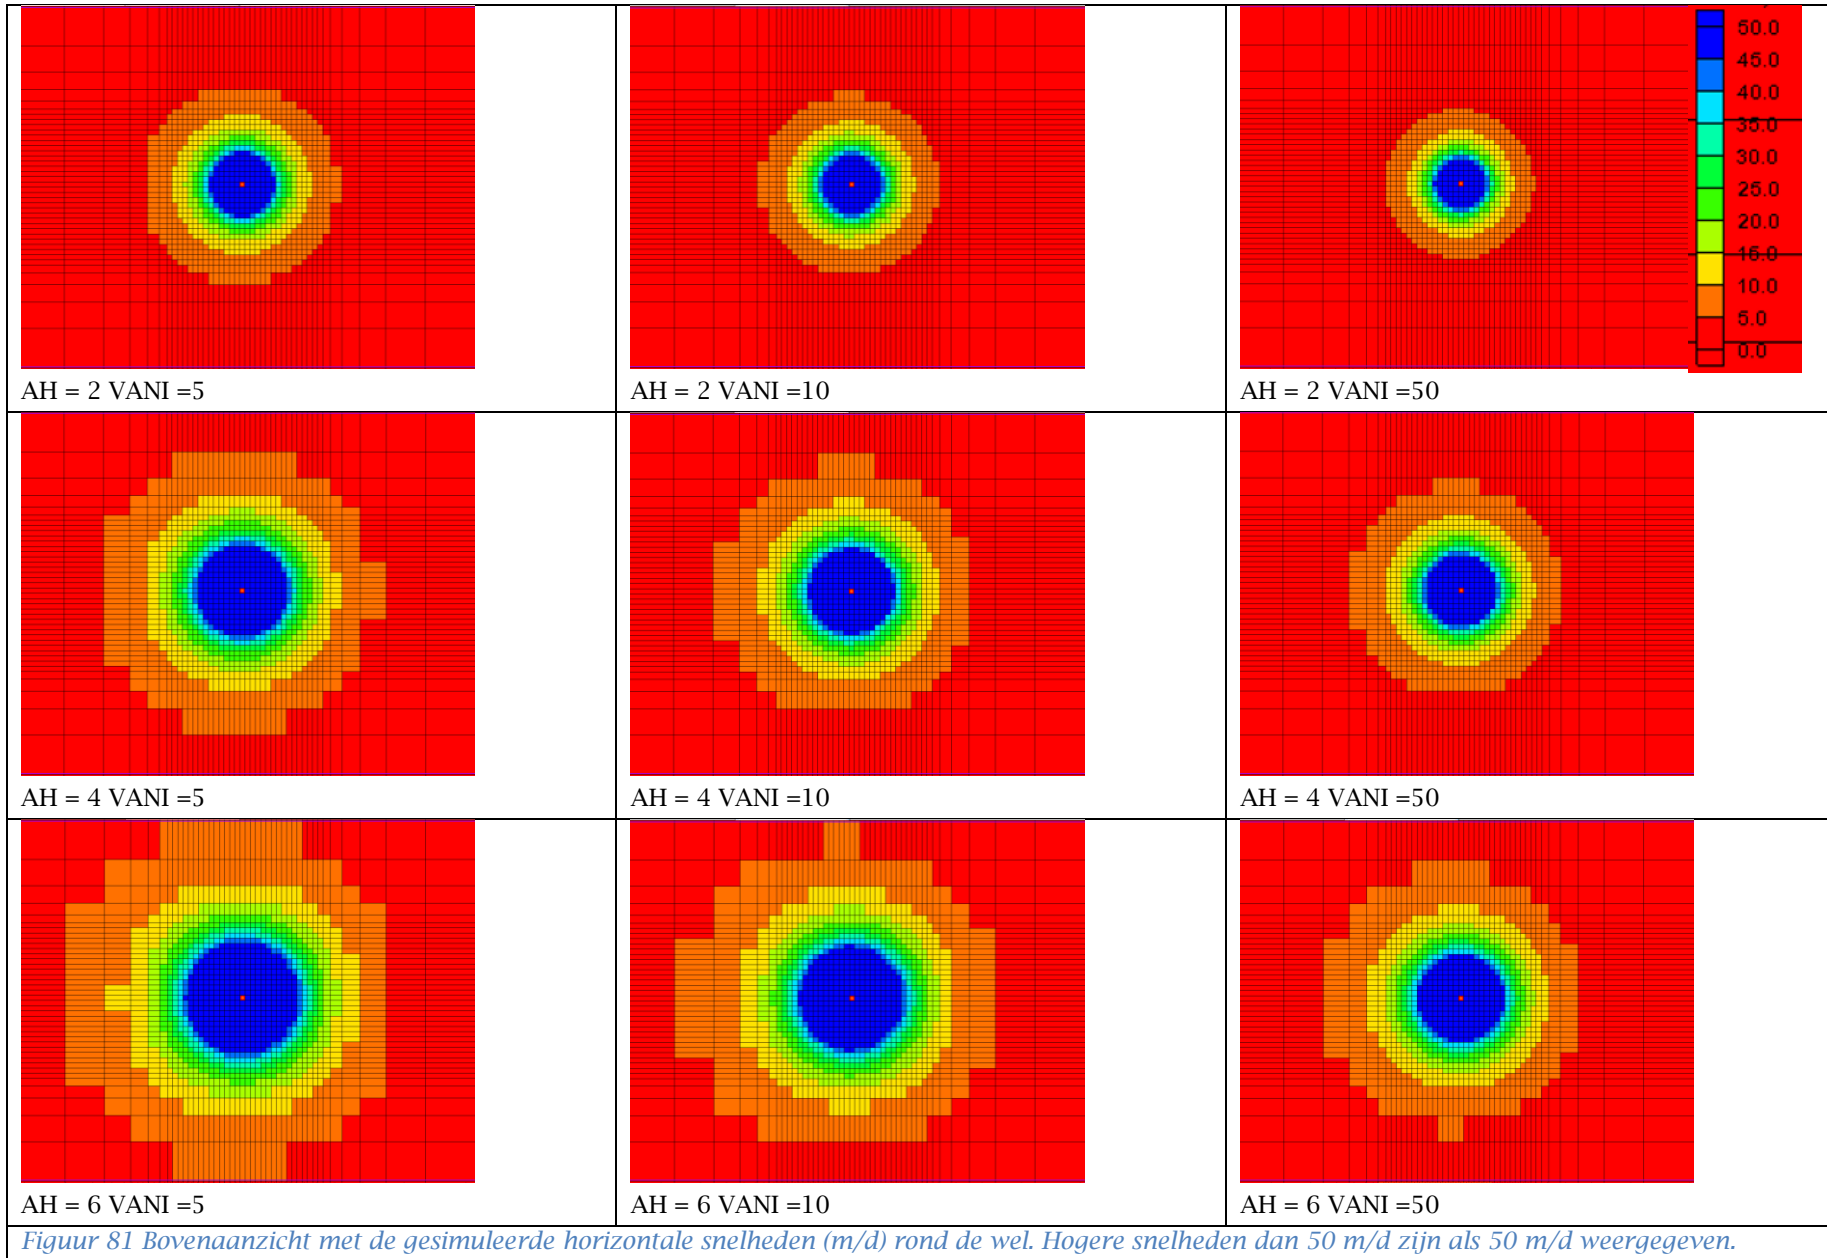 50.0
45.0
40.0
35.0
30.0
25.0
20.0
15.0
10.0
5.0
0.0
AH = 2 VANI =5
AH = 2 VANI =10
AH = 2 VANI =50
AH = 4 VANI =5
AH = 4 VANI =10
AH = 4 VANI =50
AH = 6 VANI =5
AH = 6 VANI =10
AH = 6 VANI =50
Figuur 81 Bovenaanzicht met de gesimuleerde horizontale snelheden (m/d) rond de wel. Hogere snelheden dan 50 m/d zijn als 50 m/d weergegeven.